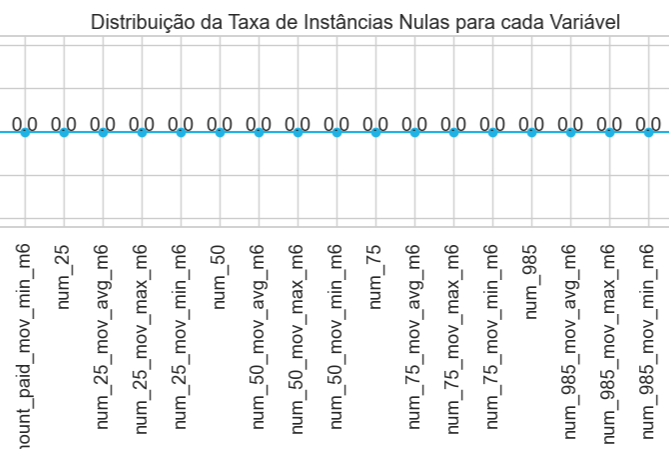 Distribuição da Taxa de Instâncias Nulas para cada Variável
0.0 0.0 0.0 0.0 0.0 0.0 0.0 0.0 0.0 0.0 0.0 0.0 0.0 0.0 0.0 0.0 0.0
ount_paid_mov_min_m6
num_25
num_25_mov_avg_m6
num_25_mov_max_m6
num_25_mov_min_m6
num_50
num_50_mov_avg_m6
num_50_mov_max_m6
num_50_mov_min_m6
num_75
num_75_mov_avg_m6
num_75_mov_max_m6
num_75_mov_min_m6
num_985
num_985_mov_avg_m6
num_985_mov_max_m6
num_985_mov_min_m6